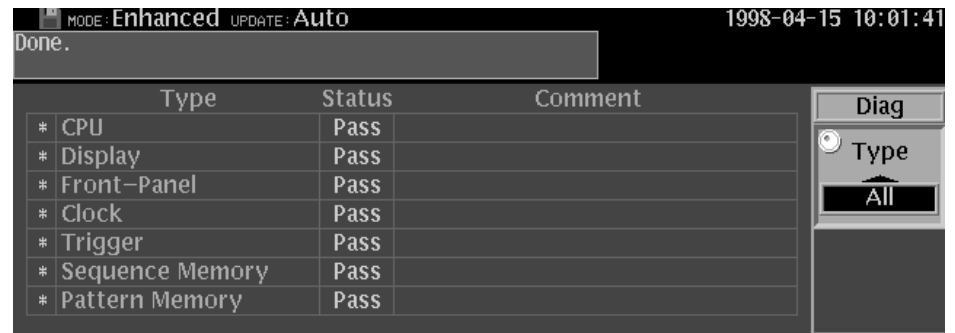 MODE:Enhanced UPDATE:Auto 1998-04-15 10:01:41
Done.
Type Status Comment
* CPU Pass
* Display Pass
* Front-Panel Pass
* Clock Pass
* Trigger Pass
* Sequence Memory Pass
* Pattern Memory Pass
Diag
Type
All